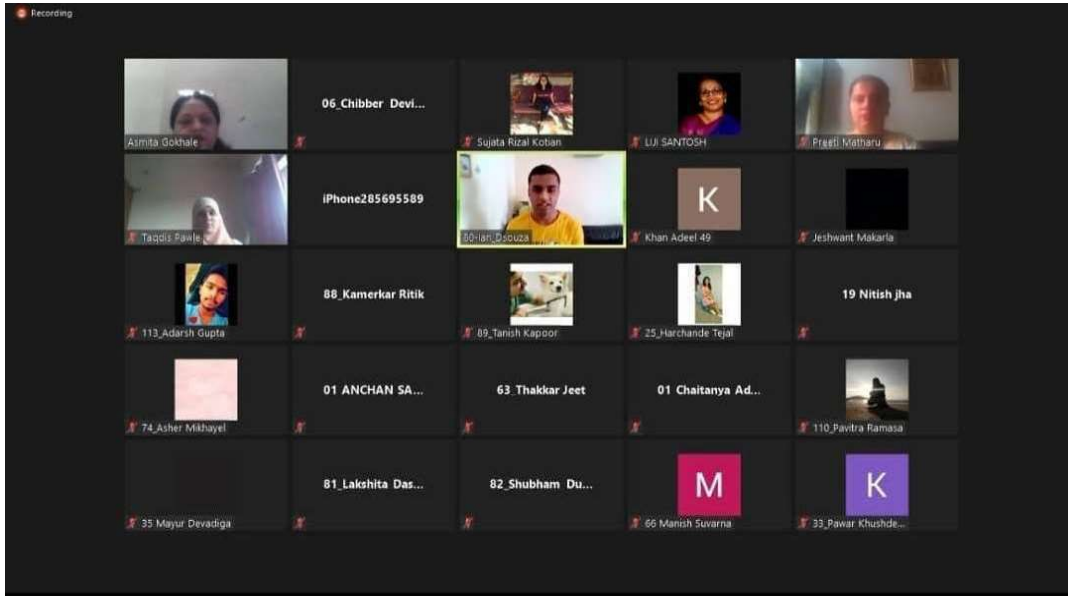 Recording
Asmita Gokhale
06_Chibber Devi...
Sujata Rizal Kotian
LIJI SANTOSH
Preeti Matharu
Taqdis Pawle
iPhone285695589
60-Ian_Dsouza
K
Khan Adeel 49
Jeshwant Makarla
113_Adarsh Gupta
88_Kamerkar Ritik
89_Tanish Kapoor
25_Harchande Tejal
19 Nitish jha
74_Asher Mikhayel
01 ANCHAN SA...
63_Thakkar Jeet
01 Chaitanya Ad...
110_Pavitra Ramasa
35 Mayur Devadiga
81_Lakshita Das...
82_Shubham Du...
M
66 Manish Suvarna
K
33_Pawar Khushde...